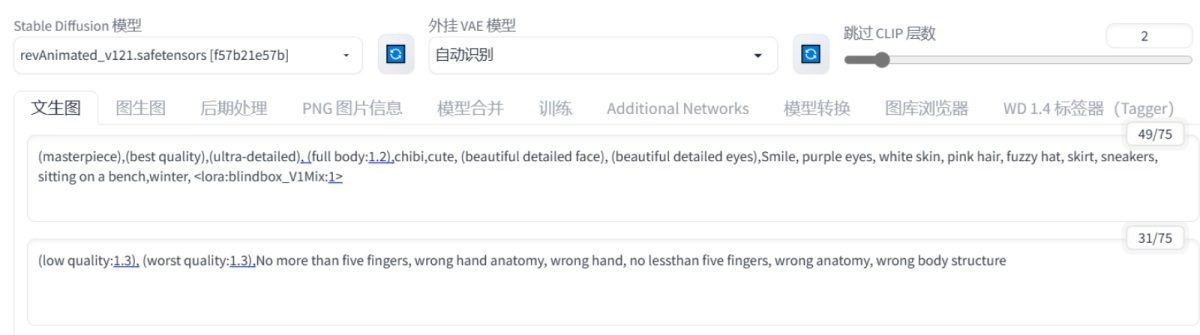 Stable Diffusion 模型
外挂 VAE 模型
跳过 CLIP 层数
2
revAnimated_v121.safetensors [f57b21e57b]
自动识别
文生图 图生图 后期处理 PNG 图片信息 模型合并 训练 Additional Networks 模型转换 图库浏览器 WD 1.4 标签器（Tagger）
49/75
(masterpiece),(best quality),(ultra-detailed), (full body:1.2),chibi,cute, (beautiful detailed face), (beautiful detailed eyes),Smile, purple eyes, white skin, pink hair, fuzzy hat, skirt, sneakers,
sitting on a bench,winter, <lora:blindbox_V1Mix:1>
31/75
(low quality:1.3), (worst quality:1.3),No more than five fingers, wrong hand anatomy, wrong hand, no lessthan five fingers, wrong anatomy, wrong body structure